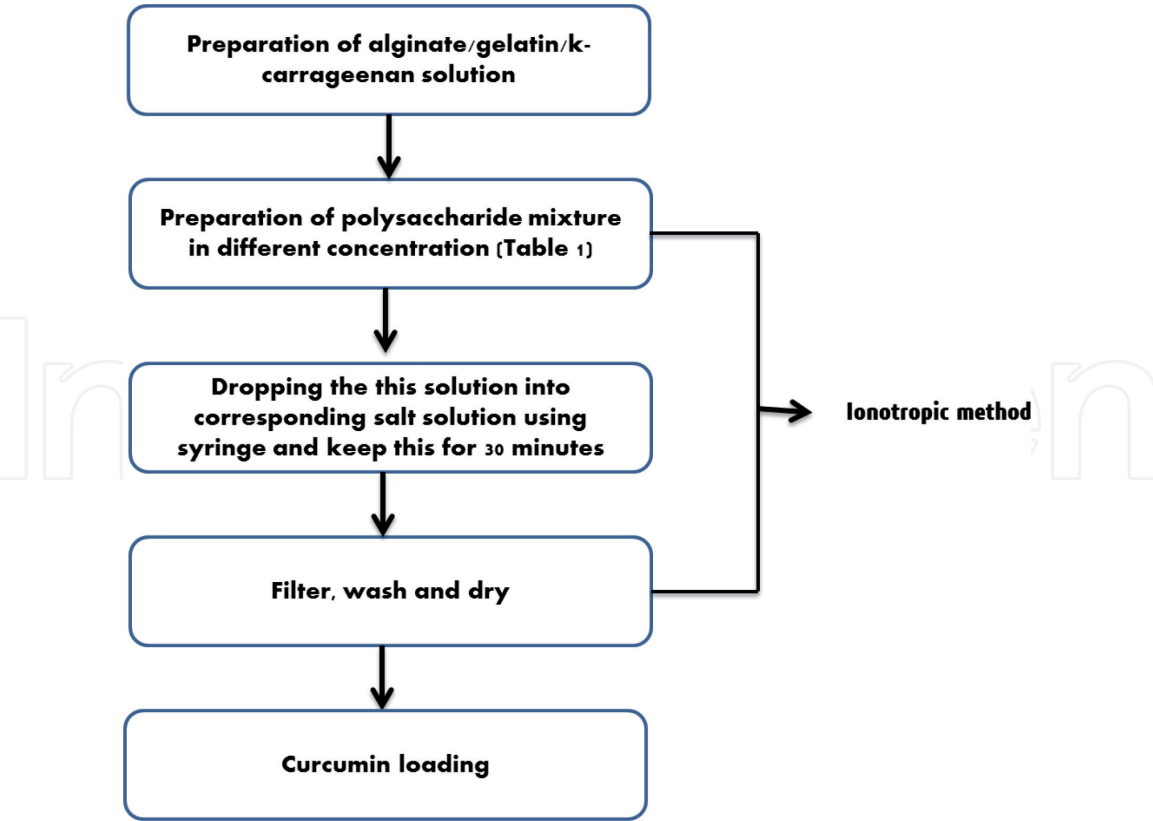 Preparation of alginate/gelatin/k-
carrageenan solution
Preparation of polysaccharide mixture
in different concentration (Table 1)
Dropping the this solution into
corresponding salt solution using
syringe and keep this for 30 minutes
Ionotropic method
Filter, wash and dry
Curcumin loading